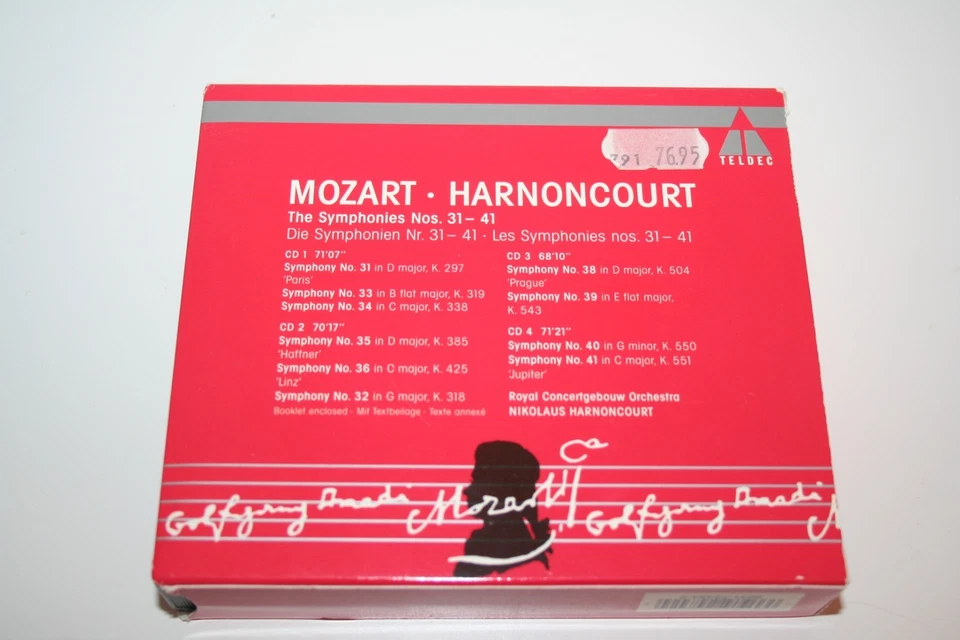 791 76.95
TELDEC
MOZART · HARNONCOURT
The Symphonies Nos. 31 – 41
Die Symphonien Nr. 31 – 41 · Les Symphonies nos. 31 – 41
CD 1 71'07"
Symphony No. 31 in D major, K. 297
'Paris'
Symphony No. 33 in B flat major, K. 319
Symphony No. 34 in C major, K. 338
CD 2 70'17"
Symphony No. 35 in D major, K. 385
'Haffner'
Symphony No. 36 in C major, K. 425
'Linz'
Symphony No. 32 in G major, K. 318
Booklet enclosed · Mit Textbeilage · Texte annexé
CD 3 68'10"
Symphony No. 38 in D major, K. 504
'Prague'
Symphony No. 39 in E flat major,
K. 543
CD 4 71'21"
Symphony No. 40 in G minor, K. 550
Symphony No. 41 in C major, K. 551
'Jupiter'
Royal Concertgebouw Orchestra
NIKOLAUS HARNONCOURT
Mozart